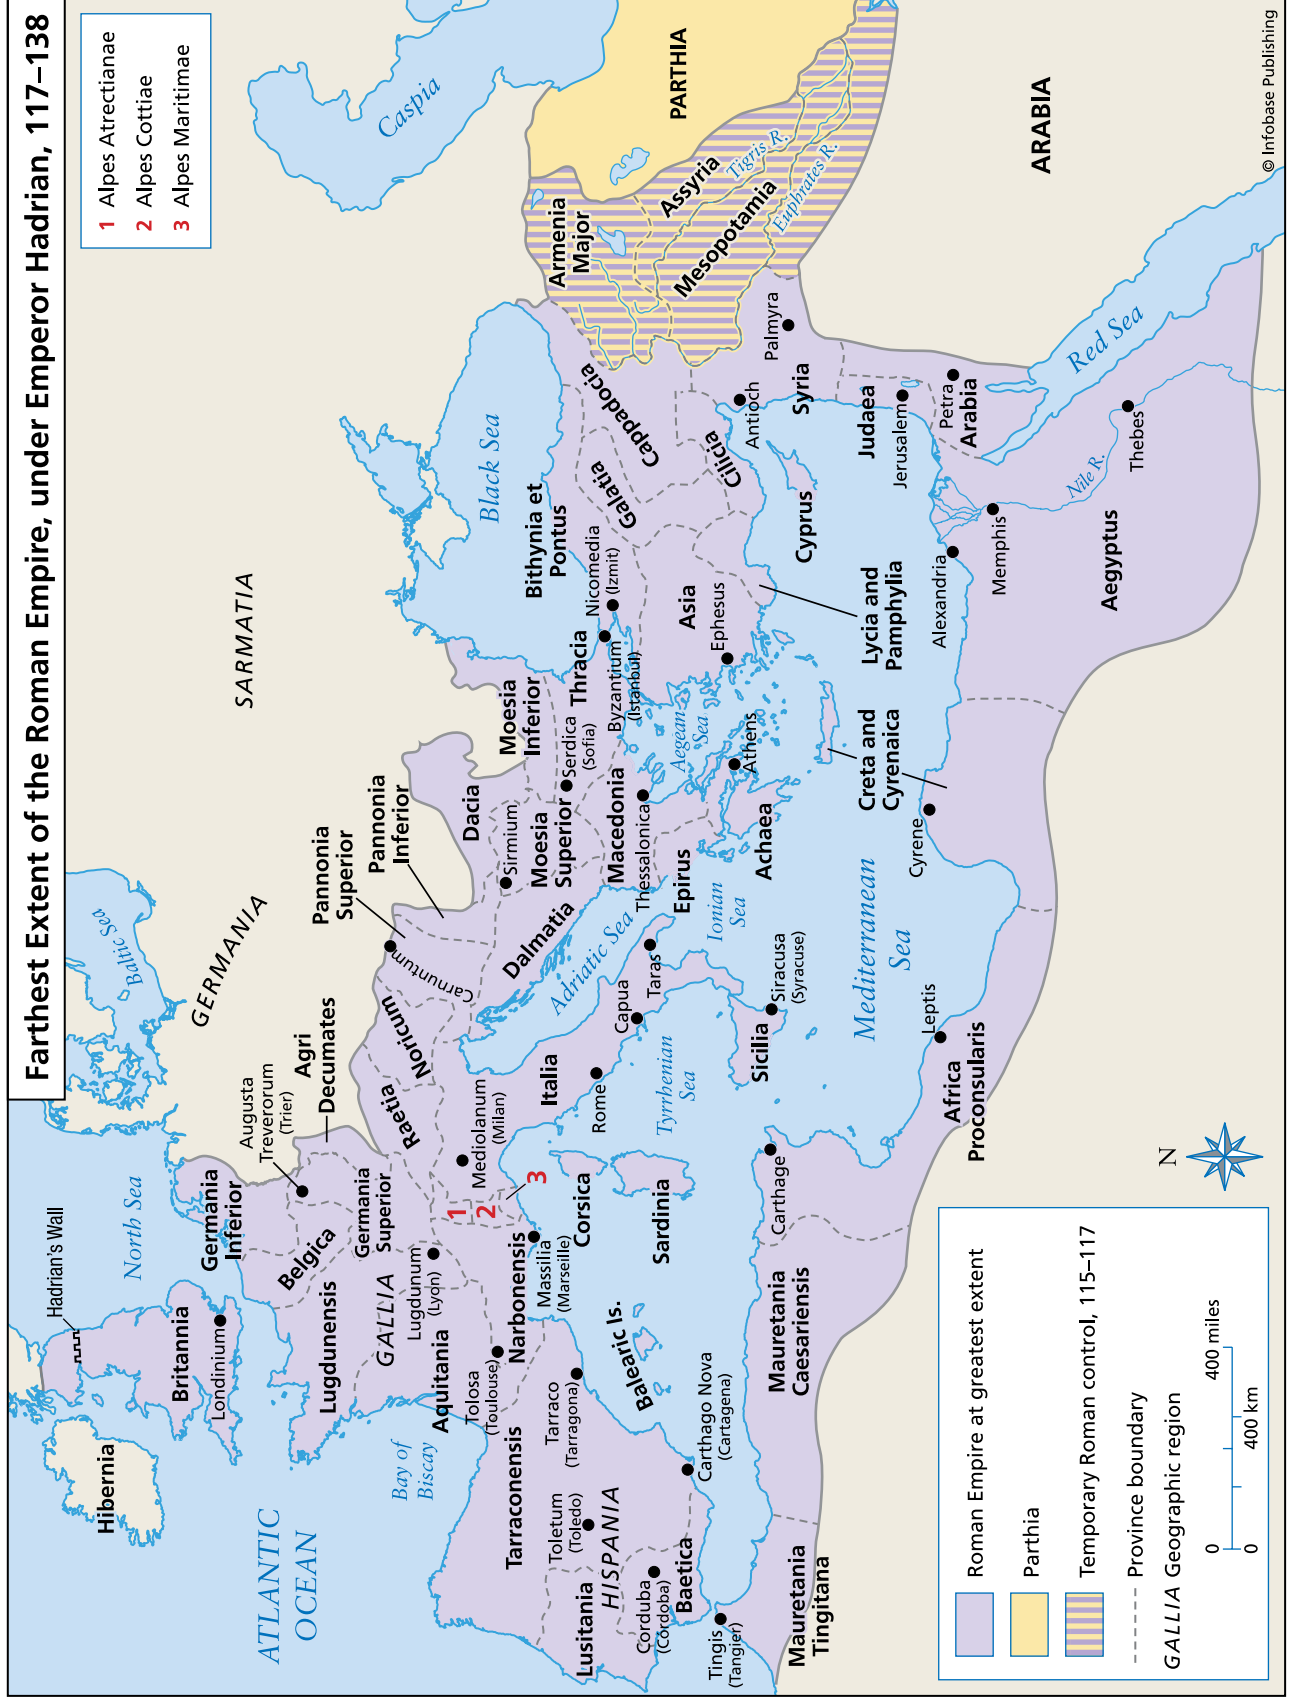 Farthest Extent of the Roman Empire, under Emperor Hadrian, 117–138
1 Alpes Atrectianae
2 Alpes Cottiae
3 Alpes Maritimae
Hadrian's Wall
Hibernia
Britannia
Londinium
North Sea
Baltic Sea
ATLANTIC
OCEAN
GERMANIA
SARMATIA
Caspia
Germania
Inferior
Augusta
Treverorum
(Trier)
Agri
Decumates
Belgica
Germania
Superior
Lugdunensis
GALLIA
Lugdunum
(Lyon)
Aquitania
Bay of
Biscay
Tolosa
(Toulouse)
Narbonensis
Massilia
(Marseille)
1
2
3
Raetia
Noricum
Carnuntum
Pannonia
Superior
Pannonia
Inferior
Dacia
Sirmium
Moesia
Superior
Moesia
Inferior
Serdica
(Sofia)
Thracia
Byzantium
(Istanbul)
Nicomedia
(Izmit)
Black Sea
Bithynia et
Pontus
Galatia
Cappadocia
Armenia
Major
Assyria
Mesopotamia
Tigris R.
Euphrates R.
PARTHIA
ARABIA
Mediolanum
(Milan)
Italia
Rome
Capua
Taras
Adriatic Sea
Dalmatia
Macedonia
Thessalonica
Epirus
Achaea
Athens
Aegean
Sea
Ionian
Sea
Asia
Ephesus
Lycia and
Pamphylia
Cilicia
Cyprus
Antioch
Syria
Palmyra
Judaea
Jerusalem
Petra
Arabia
Red Sea
Tarraconensis
Tarraco
(Tarragona)
Toletum
(Toledo)
HISPANIA
Lusitania
Corduba
(Cordoba)
Baetica
Carthago Nova
(Cartagena)
Balearic Is.
Corsica
Sardinia
Tyrrhenian
Sea
Sicilia
Siracusa
(Syracuse)
Mediterranean
Sea
Creta and
Cyrenaica
Cyrene
Alexandria
Memphis
Nile R.
Thebes
Aegyptus
Tingis
(Tangier)
Mauretania
Tingitana
Mauretania
Caesariensis
Carthage
Africa
Proconsularis
Leptis
N
Roman Empire at greatest extent
Parthia
Temporary Roman control, 115–117
Province boundary
GALLIA Geographic region
0 400 miles
0 400 km
© Infobase Publishing